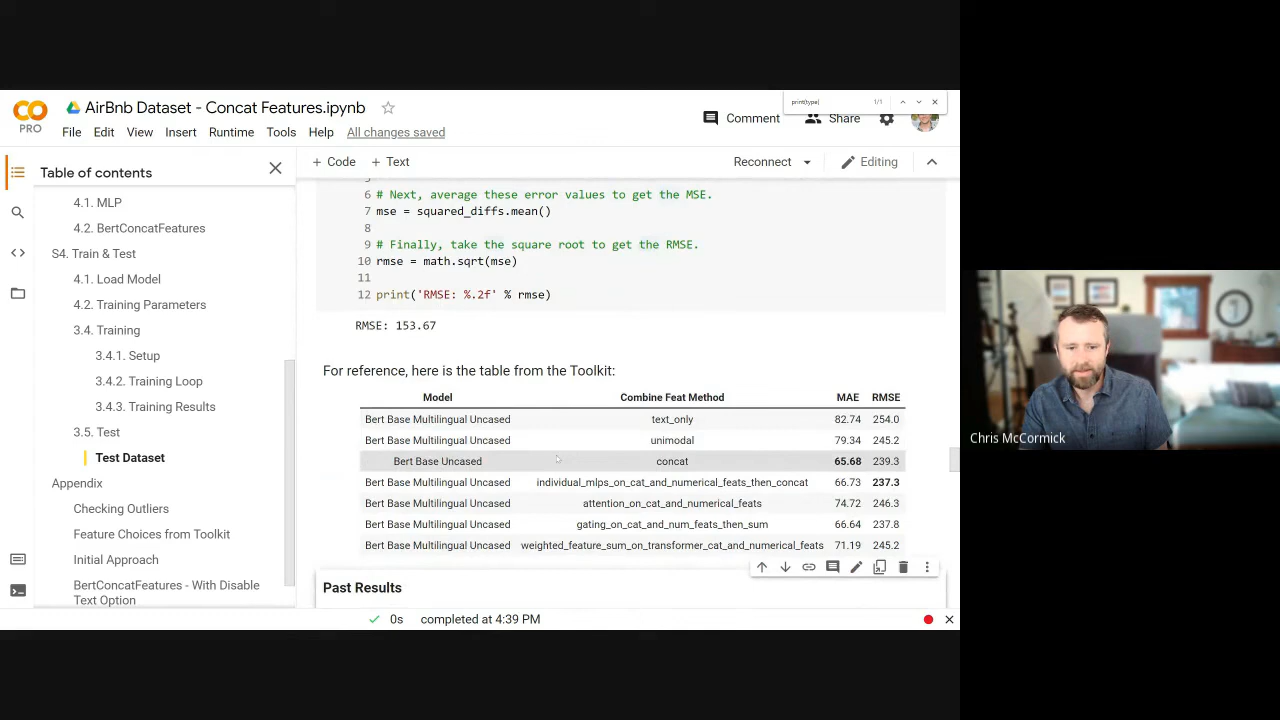 print(type(
1/1
AirBnb Dataset - Concat Features.ipynb
PRO
File Edit View Insert Runtime Tools Help All changes saved
Comment
Share
Table of contents
+ Code + Text
Reconnect
Editing
4.1. MLP
4.2. BertConcatFeatures
S4. Train & Test
4.1. Load Model
4.2. Training Parameters
3.4. Training
3.4.1. Setup
3.4.2. Training Loop
3.4.3. Training Results
3.5. Test
Test Dataset
Appendix
Checking Outliers
Feature Choices from Toolkit
Initial Approach
BertConcatFeatures - With Disable
Text Option
6 # Next, average these error values to get the MSE.
7 mse = squared_diffs.mean()
8
9 # Finally, take the square root to get the RMSE.
10 rmse = math.sqrt(mse)
11
12 print('RMSE: %.2f' % rmse)
RMSE: 153.67
For reference, here is the table from the Toolkit:
Model Combine Feat Method MAE RMSE
Bert Base Multilingual Uncased text_only 82.74 254.0
Bert Base Multilingual Uncased unimodal 79.34 245.2
Bert Base Uncased concat 65.68 239.3
Bert Base Multilingual Uncased individual_mlps_on_cat_and_numerical_feats_then_concat 66.73 237.3
Bert Base Multilingual Uncased attention_on_cat_and_numerical_feats 74.72 246.3
Bert Base Multilingual Uncased gating_on_cat_and_num_feats_then_sum 66.64 237.8
Bert Base Multilingual Uncased weighted_feature_sum_on_transformer_cat_and_numerical_feats 71.19 245.2
Past Results
0s completed at 4:39 PM
Chris McCormick